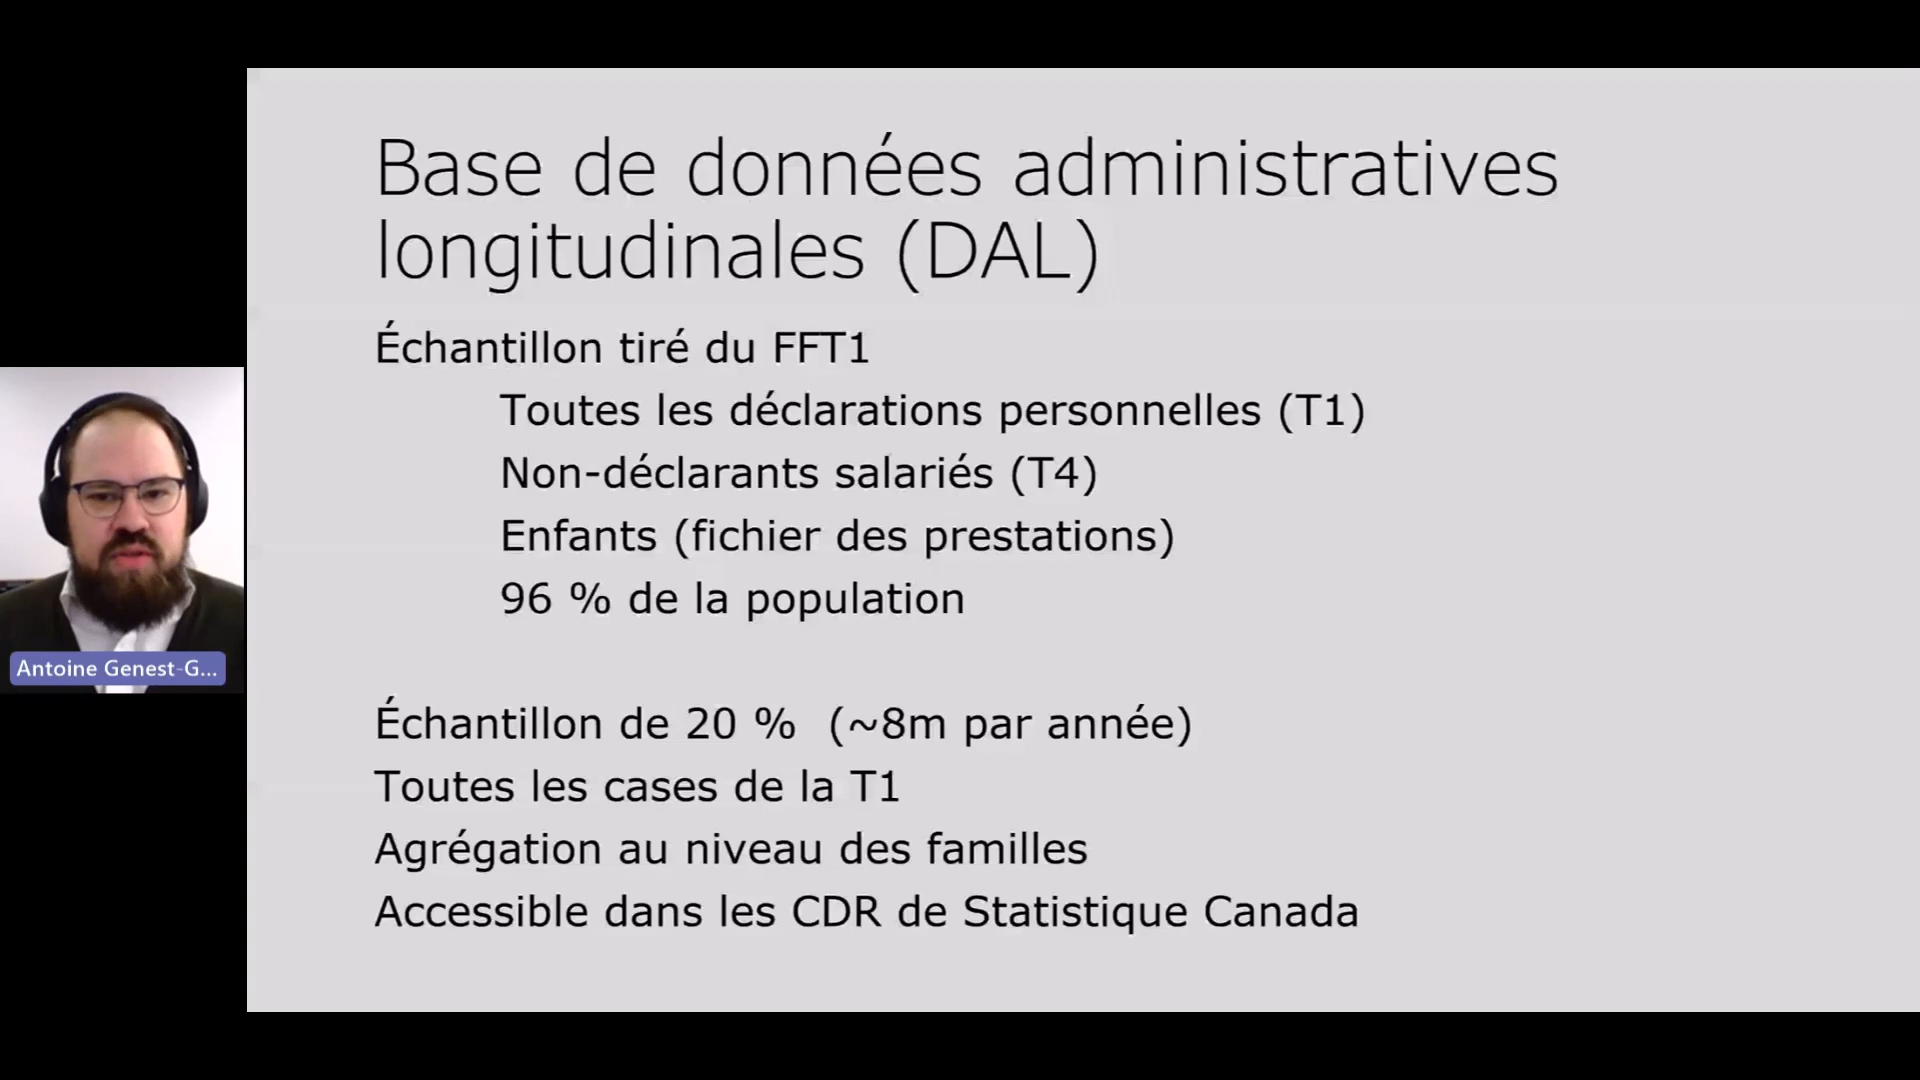 Base de données administratives
longitudinales (DAL)
Échantillon tiré du FFT1
Toutes les déclarations personnelles (T1)
Non-déclarants salariés (T4)
Enfants (fichier des prestations)
96 % de la population
Échantillon de 20 % (~8m par année)
Toutes les cases de la T1
Agrégation au niveau des familles
Accessible dans les CDR de Statistique Canada
Antoine Genest-G...